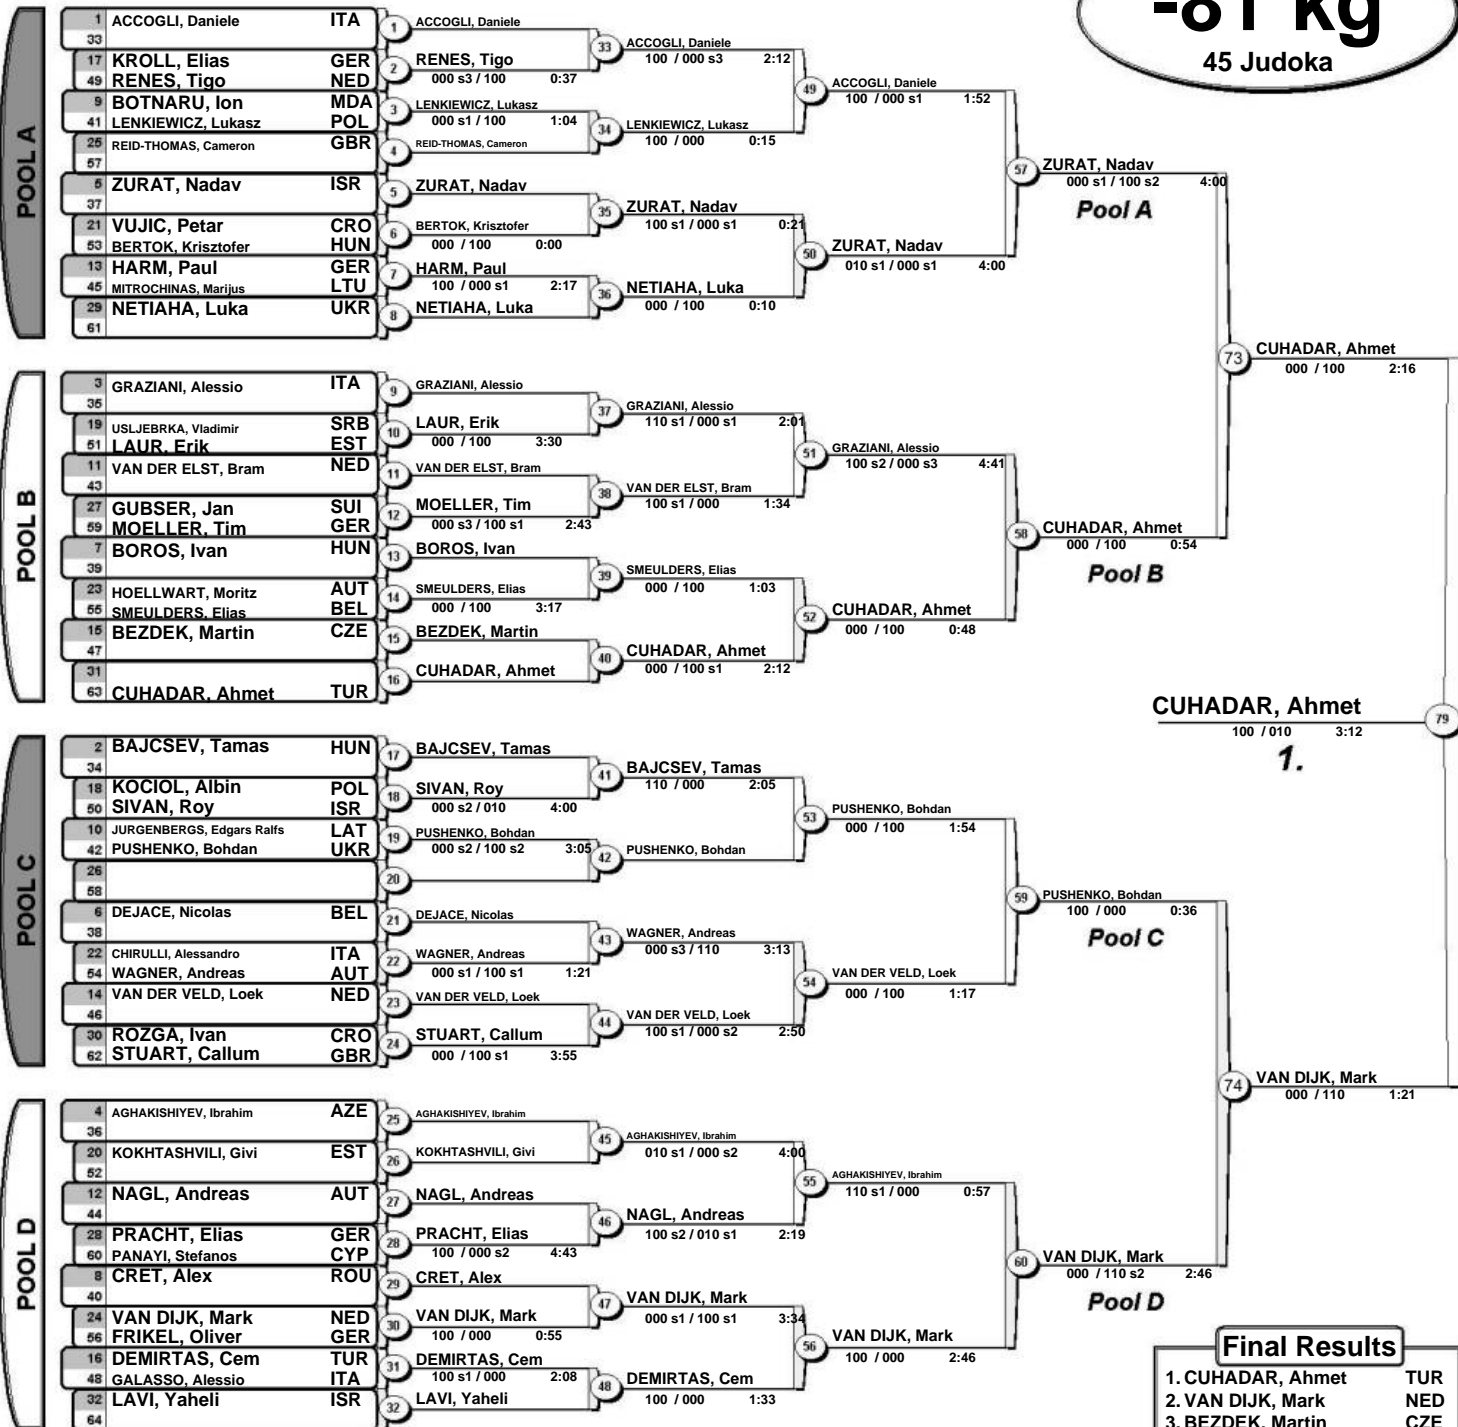 -81 kg
45 Judoka
POOL A
1 ACCOGLI, Daniele ITA
33
17 KROLL, Elias GER
49 RENES, Tigo NED
9 BOTNARU, Ion MDA
41 LENKIEWICZ, Lukasz POL
25 REID-THOMAS, Cameron GBR
57
5 ZURAT, Nadav ISR
37
21 VUJIC, Petar CRO
53 BERTOK, Krisztofer HUN
13 HARM, Paul GER
45 MITROCHINAS, Marijus LTU
29 NETIAHA, Luka UKR
61
1 ACCOGLI, Daniele
2 RENES, Tigo
000 s3 / 100 0:37
3 LENKIEWICZ, Lukasz
000 s1 / 100 1:04
4 REID-THOMAS, Cameron
5 ZURAT, Nadav
6 BERTOK, Krisztofer
000 / 100 0:00
7 HARM, Paul
100 / 000 s1 2:17
8 NETIAHA, Luka
33 ACCOGLI, Daniele
100 / 000 s3 2:12
34 LENKIEWICZ, Lukasz
100 / 000 0:15
35 ZURAT, Nadav
100 s1 / 000 s1 0:21
36 NETIAHA, Luka
000 / 100 0:10
49 ACCOGLI, Daniele
100 / 000 s1 1:52
50 ZURAT, Nadav
010 s1 / 000 s1 4:00
57 ZURAT, Nadav
000 s1 / 100 s2 4:00
Pool A
POOL B
3 GRAZIANI, Alessio ITA
35
19 USLJEBRKA, Vladimir SRB
51 LAUR, Erik EST
11 VAN DER ELST, Bram NED
43
27 GUBSER, Jan SUI
59 MOELLER, Tim GER
7 BOROS, Ivan HUN
39
23 HOELLWART, Moritz AUT
55 SMEULDERS, Elias BEL
15 BEZDEK, Martin CZE
47
31
63 CUHADAR, Ahmet TUR
9 GRAZIANI, Alessio
10 LAUR, Erik
000 / 100 3:30
11 VAN DER ELST, Bram
12 MOELLER, Tim
000 s3 / 100 s1 2:43
13 BOROS, Ivan
14 SMEULDERS, Elias
000 / 100 3:17
15 BEZDEK, Martin
16 CUHADAR, Ahmet
37 GRAZIANI, Alessio
110 s1 / 000 s1 2:01
38 VAN DER ELST, Bram
100 s1 / 000 1:34
39 SMEULDERS, Elias
000 / 100 1:03
40 CUHADAR, Ahmet
000 / 100 s1 2:12
51 GRAZIANI, Alessio
100 s2 / 000 s3 4:41
52 CUHADAR, Ahmet
000 / 100 0:48
58 CUHADAR, Ahmet
000 / 100 0:54
Pool B
73 CUHADAR, Ahmet
000 / 100 2:16
CUHADAR, Ahmet 79
100 / 010 3:12
1.
POOL C
2 BAJCSEV, Tamas HUN
34
18 KOCIOL, Albin POL
50 SIVAN, Roy ISR
10 JURGENBERGS, Edgars Ralfs LAT
42 PUSHENKO, Bohdan UKR
26
58
6 DEJACE, Nicolas BEL
38
22 CHIRULLI, Alessandro ITA
54 WAGNER, Andreas AUT
14 VAN DER VELD, Loek NED
46
30 ROZGA, Ivan CRO
62 STUART, Callum GBR
17 BAJCSEV, Tamas
18 SIVAN, Roy
000 s2 / 010 4:00
19 PUSHENKO, Bohdan
000 s2 / 100 s2 3:05
20
21 DEJACE, Nicolas
22 WAGNER, Andreas
000 s1 / 100 s1 1:21
23 VAN DER VELD, Loek
24 STUART, Callum
000 / 100 s1 3:55
41 BAJCSEV, Tamas
110 / 000 2:05
42 PUSHENKO, Bohdan
43 WAGNER, Andreas
000 s3 / 110 3:13
44 VAN DER VELD, Loek
100 s1 / 000 s2 2:50
53 PUSHENKO, Bohdan
000 / 100 1:54
54 VAN DER VELD, Loek
000 / 100 1:17
59 PUSHENKO, Bohdan
100 / 000 0:36
Pool C
POOL D
4 AGHAKISHIYEV, Ibrahim AZE
36
20 KOKHTASHVILI, Givi EST
52
12 NAGL, Andreas AUT
44
28 PRACHT, Elias GER
60 PANAYI, Stefanos CYP
8 CRET, Alex ROU
40
24 VAN DIJK, Mark NED
56 FRIKEL, Oliver GER
16 DEMIRTAS, Cem TUR
48 GALASSO, Alessio ITA
32 LAVI, Yaheli ISR
64
25 AGHAKISHIYEV, Ibrahim
26 KOKHTASHVILI, Givi
27 NAGL, Andreas
28 PRACHT, Elias
100 / 000 s2 4:43
29 CRET, Alex
30 VAN DIJK, Mark
100 / 000 0:55
31 DEMIRTAS, Cem
100 s1 / 000 2:08
32 LAVI, Yaheli
45 AGHAKISHIYEV, Ibrahim
010 s1 / 000 s2 4:00
46 NAGL, Andreas
100 s2 / 010 s1 2:19
47 VAN DIJK, Mark
000 s1 / 100 s1 3:34
48 DEMIRTAS, Cem
100 / 000 1:33
55 AGHAKISHIYEV, Ibrahim
110 s1 / 000 0:57
56 VAN DIJK, Mark
100 / 000 2:46
60 VAN DIJK, Mark
000 / 110 s2 2:46
Pool D
74 VAN DIJK, Mark
000 / 110 1:21
Final Results
1. CUHADAR, Ahmet TUR
2. VAN DIJK, Mark NED
3. BEZDEK, Martin CZE